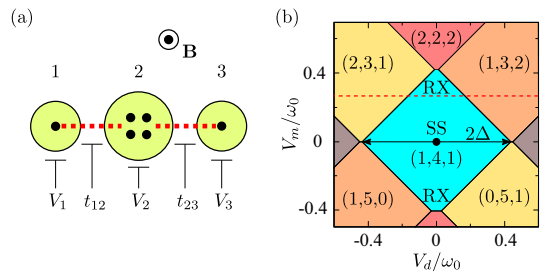 (a)
B
1 2 3
V1 t12 V2 t23 V3
(b)
Vm/ω0
0.4
0
-0.4
(2,2,2)
(2,3,1) (1,3,2)
RX
SS
2Δ
(1,4,1)
RX
(1,5,0) (0,5,1)
-0.4 0 0.4
Vd/ω0